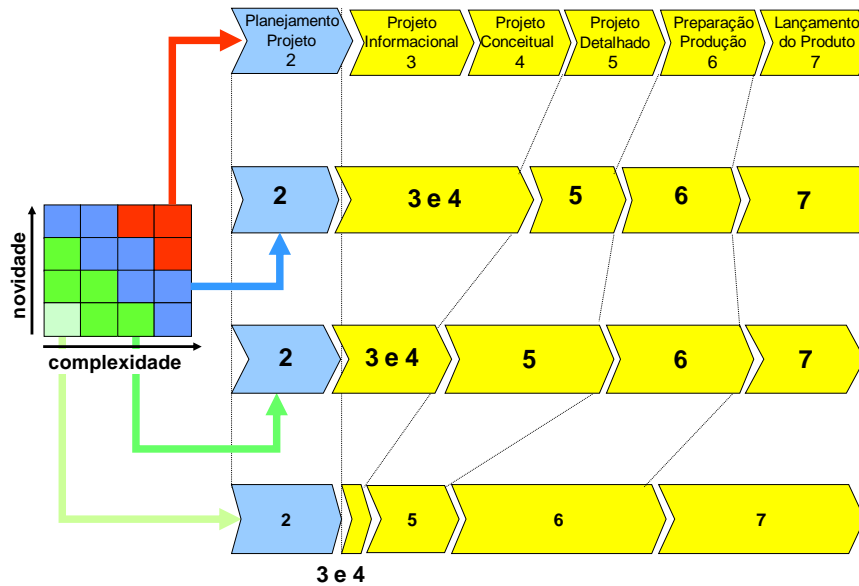 Planejamento
Projeto
2
Projeto
Informacional
3
Projeto
Conceitual
4
Projeto
Detalhado
5
Preparação
Produção
6
Lançamento
do Produto
7
2
3 e 4
5
6
7
novidade
complexidade
2
3 e 4
5
6
7
2
5
6
7
3 e 4